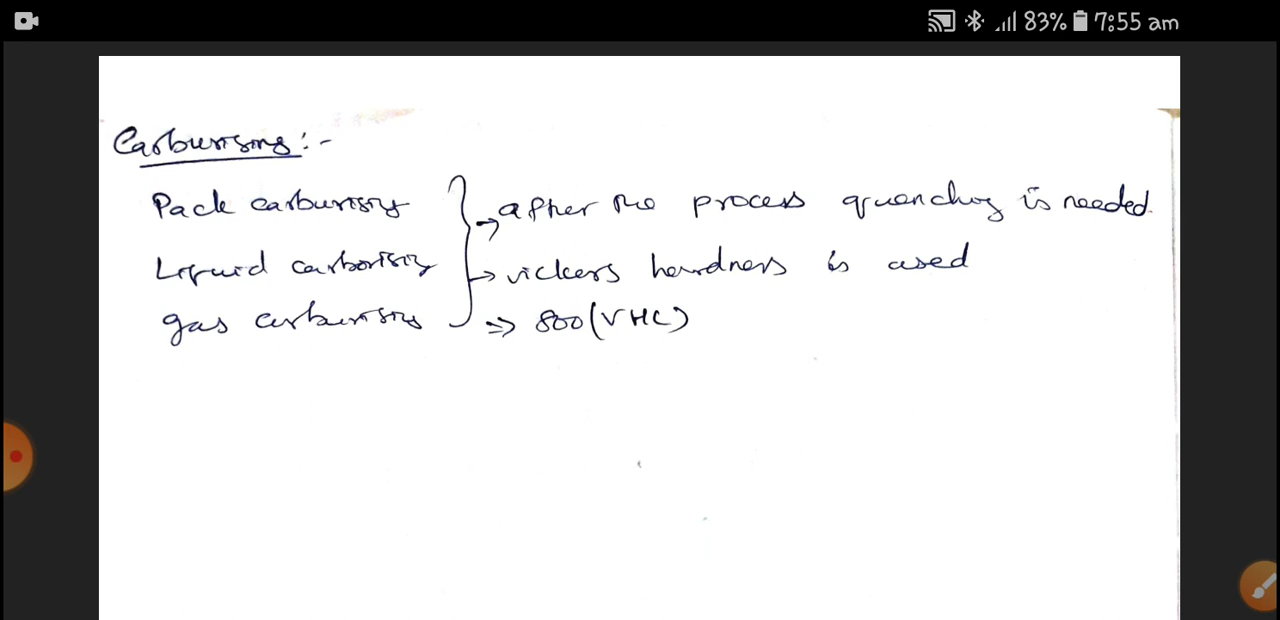 83% 7:55 am
Carburising:-
Pack carburising
Liquid carborising
gas carburising
→ after the process quenching is needed.
→ vickers hardness is used
⇒ 800(VHC)